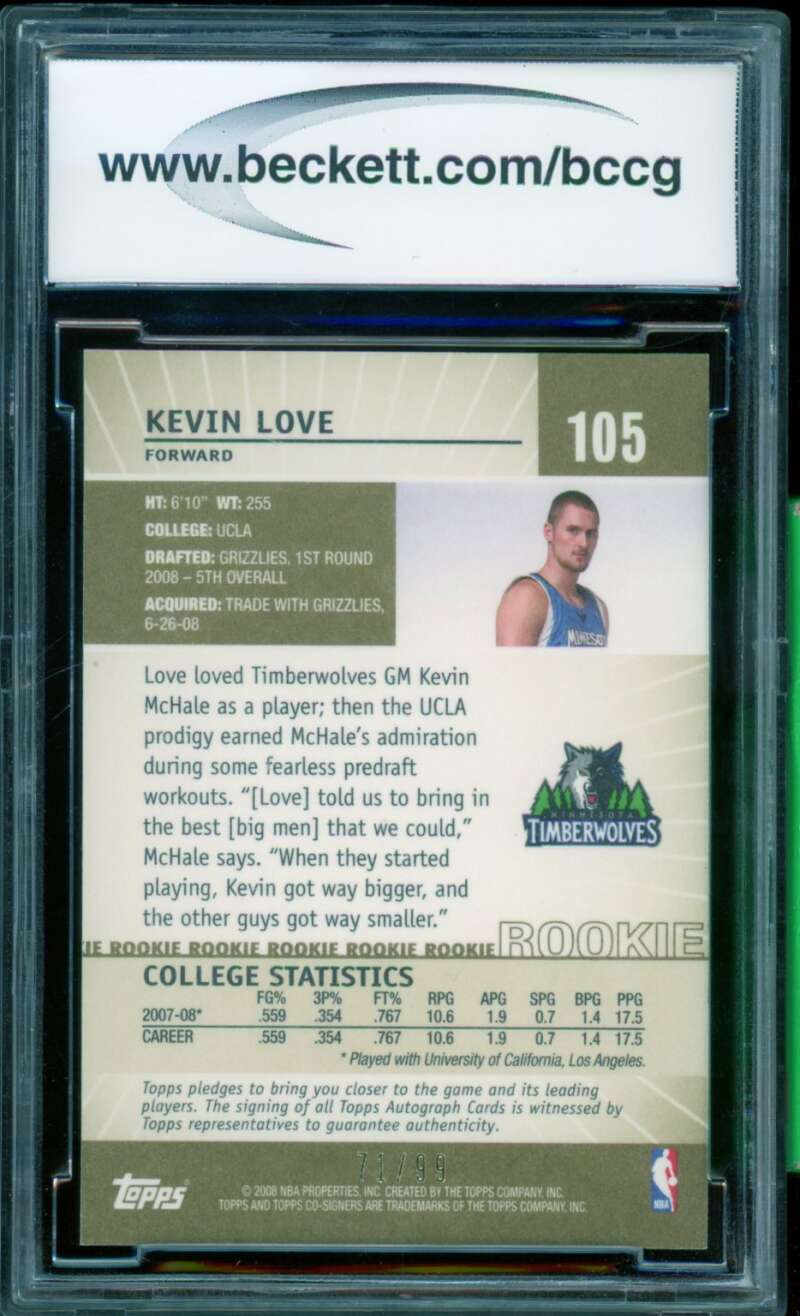 www.beckett.com/bccg
KEVIN LOVE
FORWARD
105
HT: 6'10" WT: 255
COLLEGE: UCLA
DRAFTED: GRIZZLIES, 1ST ROUND
2008 – 5TH OVERALL
ACQUIRED: TRADE WITH GRIZZLIES,
6-26-08
MINNESO
Love loved Timberwolves GM Kevin
McHale as a player; then the UCLA
prodigy earned McHale's admiration
during some fearless predraft
workouts. "[Love] told us to bring in
the best [big men] that we could,"
McHale says. "When they started
playing, Kevin got way bigger, and
the other guys got way smaller."
MINNESOTA
TIMBERWOLVES
IE ROOKIE ROOKIE ROOKIE ROOKIE ROOKIE ROOKIE
COLLEGE STATISTICS
FG% 3P% FT% RPG APG SPG BPG PPG
2007-08* .559 .354 .767 10.6 1.9 0.7 1.4 17.5
CAREER .559 .354 .767 10.6 1.9 0.7 1.4 17.5
* Played with University of California, Los Angeles.
Topps pledges to bring you closer to the game and its leading
players. The signing of all Topps Autograph Cards is witnessed by
Topps representatives to guarantee authenticity.
71/99
Topps
© 2008 NBA PROPERTIES, INC. CREATED BY THE TOPPS COMPANY, INC.
TOPPS AND TOPPS CO-SIGNERS ARE TRADEMARKS OF THE TOPPS COMPANY, INC.
NBA